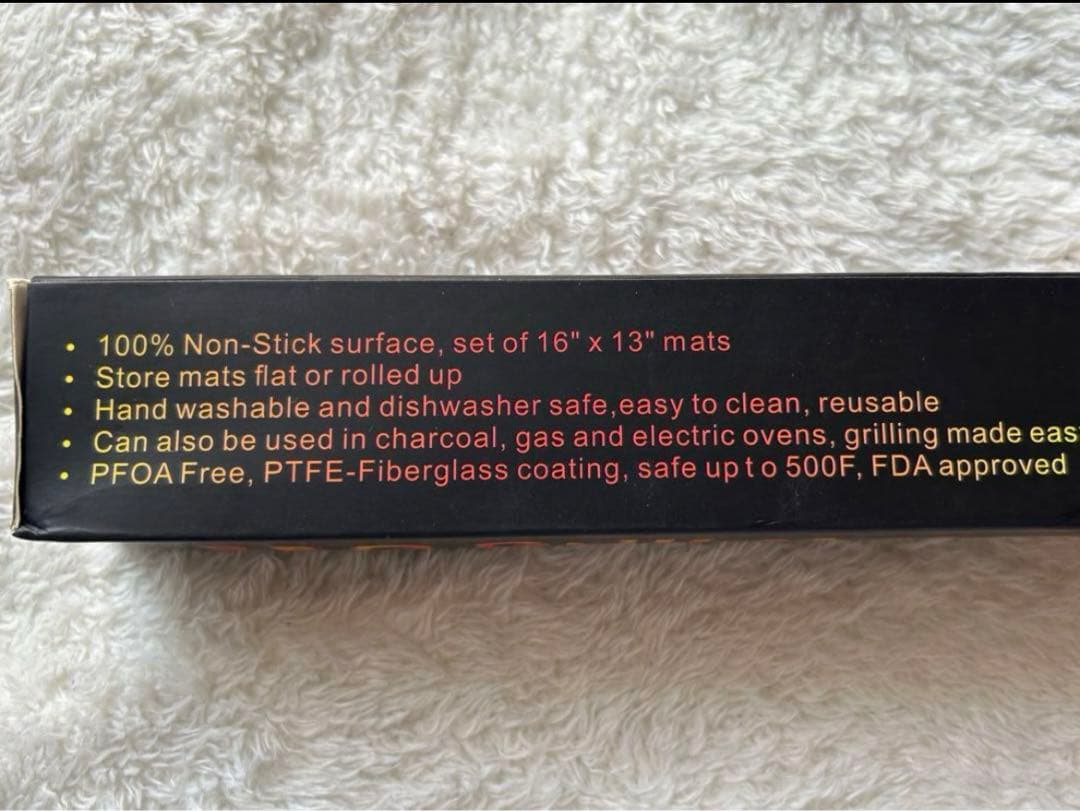 • 100% Non-Stick surface, set of 16" x 13" mats
• Store mats flat or rolled up
• Hand washable and dishwasher safe,easy to clean, reusable
• Can also be used in charcoal, gas and electric ovens, grilling made eas
• PFOA Free, PTFE-Fiberglass coating, safe up t o 500F, FDA approved